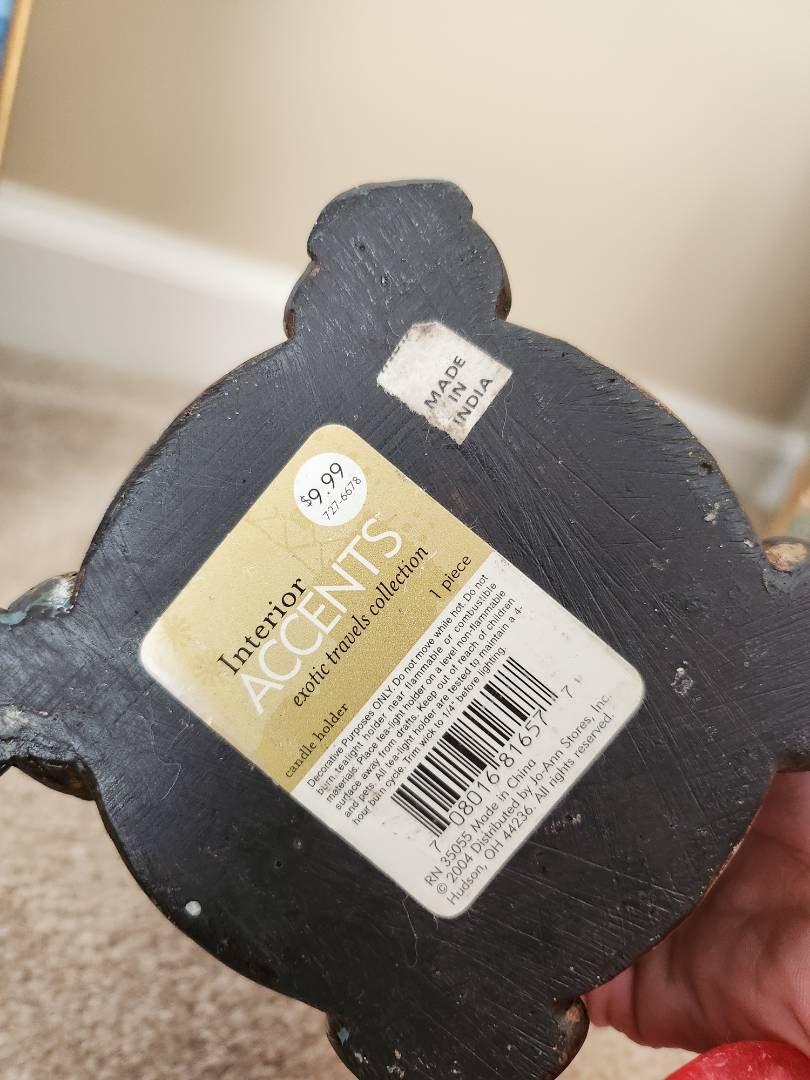 MADE
IN
INDIA
$9.99
727-6678
Interior
ACCENTS™
exotic travels collection
candle holder
1 piece
Decorative Purposes ONLY. Do not move while hot. Do not
burn tealight holder near flammable or combustible
materials. Place tea-light holder on a level non-flammable
surface away from drafts. Keep out of reach of children
and pets. All tea-light holder are tested to maintain a 4-
hour burn cycle. Trim wick to 1/4" before lighting.
7 08016 81657 7
RN 35055 Made in China
© 2004 Distributed by Jo-Ann Stores, Inc.
Hudson, OH 44236. All rights reserved.